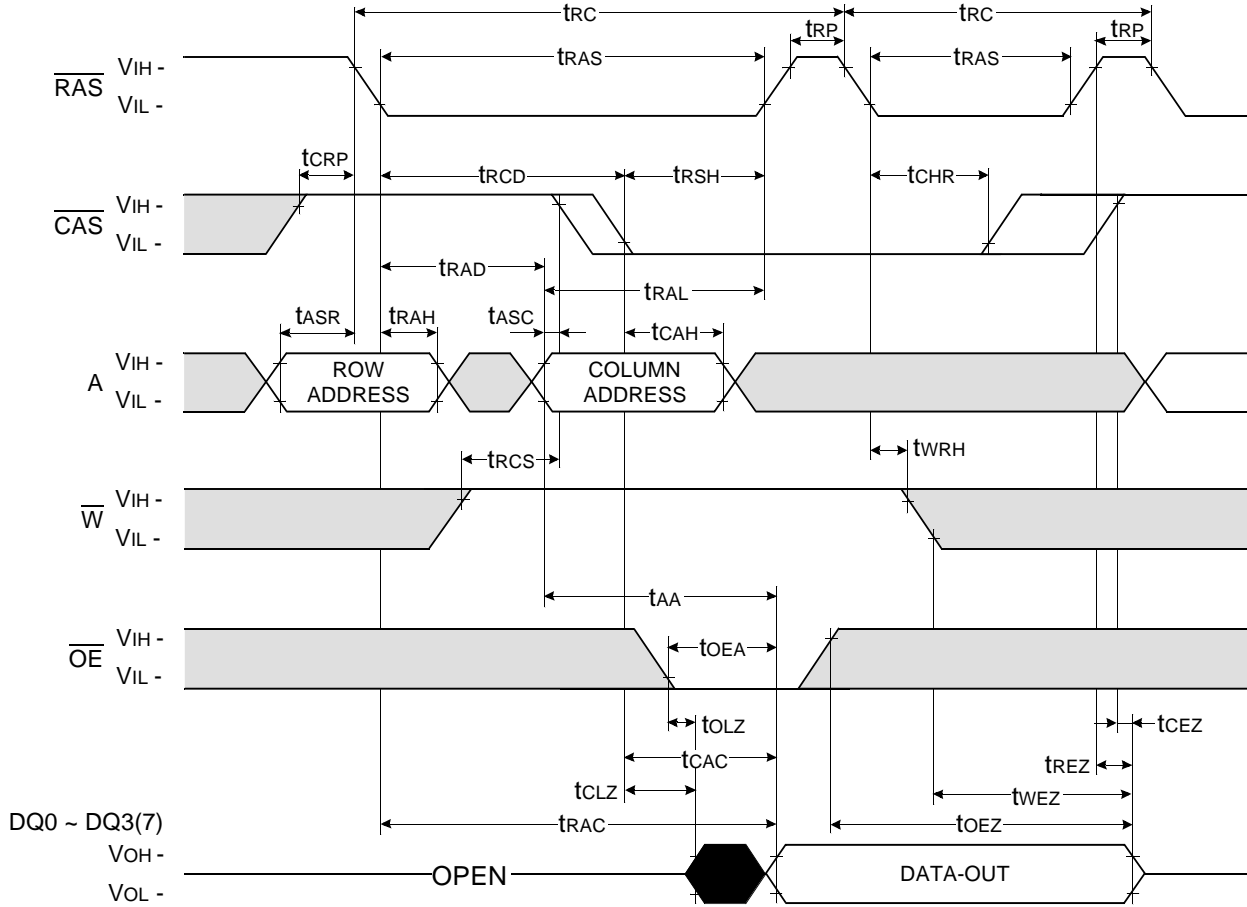 tRC tRC
tRP tRP
tRAS tRAS
RAS VIH -
VIL -
tCRP tRCD tRSH tCHR
CAS VIH -
VIL -
tRAD
tRAL
tASR tRAH tASC tCAH
A VIH -
VIL -
ROW
ADDRESS
COLUMN
ADDRESS
tRCS tWRH
W VIH -
VIL -
tAA
OE VIH -
VIL -
tOEA
tOLZ tCEZ
tCAC tREZ
tCLZ tWEZ
DQ0 ~ DQ3(7) tRAC tOEZ
VOH -
VOL -
OPEN DATA-OUT